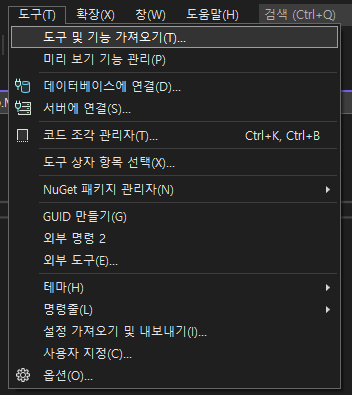 도구(T) 확장(X) 창(W) 도움말(H) 검색 (Ctrl+Q)
도구 및 기능 가져오기(T)...
미리 보기 기능 관리(P)
데이터베이스에 연결(D)...
서버에 연결(S)...
코드 조각 관리자(T)... Ctrl+K, Ctrl+B
도구 상자 항목 선택(X)...
NuGet 패키지 관리자(N)
GUID 만들기(G)
외부 명령 2
외부 도구(E)...
테마(H)
명령줄(L)
설정 가져오기 및 내보내기(I)...
사용자 지정(C)...
옵션(O)...